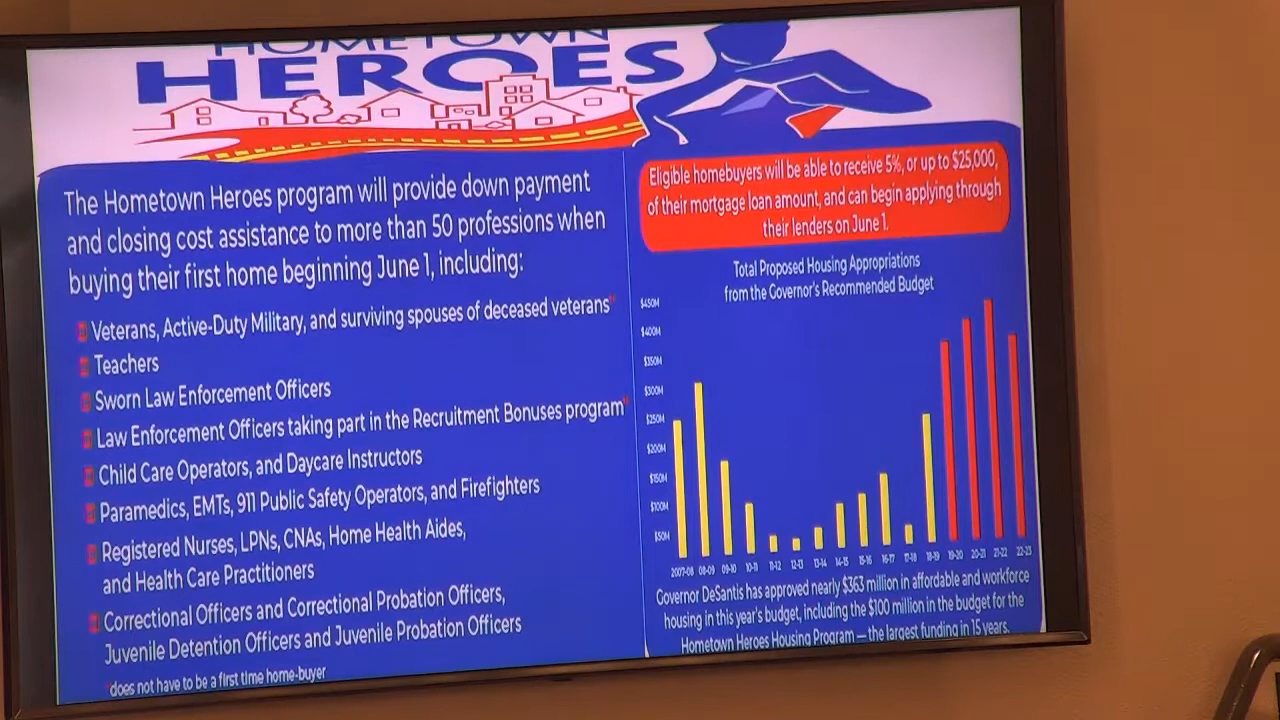 HOMETOWN
HEROES
The Hometown Heroes program will provide down payment
and closing cost assistance to more than 50 professions when
buying their first home beginning June 1, including:
Veterans, Active-Duty Military, and surviving spouses of deceased veterans*
Teachers
Sworn Law Enforcement Officers
Law Enforcement Officers taking part in the Recruitment Bonuses program*
Child Care Operators, and Daycare Instructors
Paramedics, EMTs, 911 Public Safety Operators, and Firefighters
Registered Nurses, LPNs, CNAs, Home Health Aides,
and Health Care Practitioners
Correctional Officers and Correctional Probation Officers,
Juvenile Detention Officers and Juvenile Probation Officers
*does not have to be a first time home-buyer
Eligible homebuyers will be able to receive 5%, or up to $25,000,
of their mortgage loan amount, and can begin applying through
their lenders on June 1.
Total Proposed Housing Appropriations
from the Governor's Recommended Budget
$450M
$400M
$350M
$300M
$250M
$200M
$150M
$100M
$50M
2007-08 08-09 09-10 10-11 11-12 12-13 13-14 14-15 15-16 16-17 17-18 18-19 19-20 20-21 21-22 22-23
Governor DeSantis has approved nearly $363 million in affordable and workforce
housing in this year's budget, including the $100 million in the budget for the
Hometown Heroes Housing Program — the largest funding in 15 years.